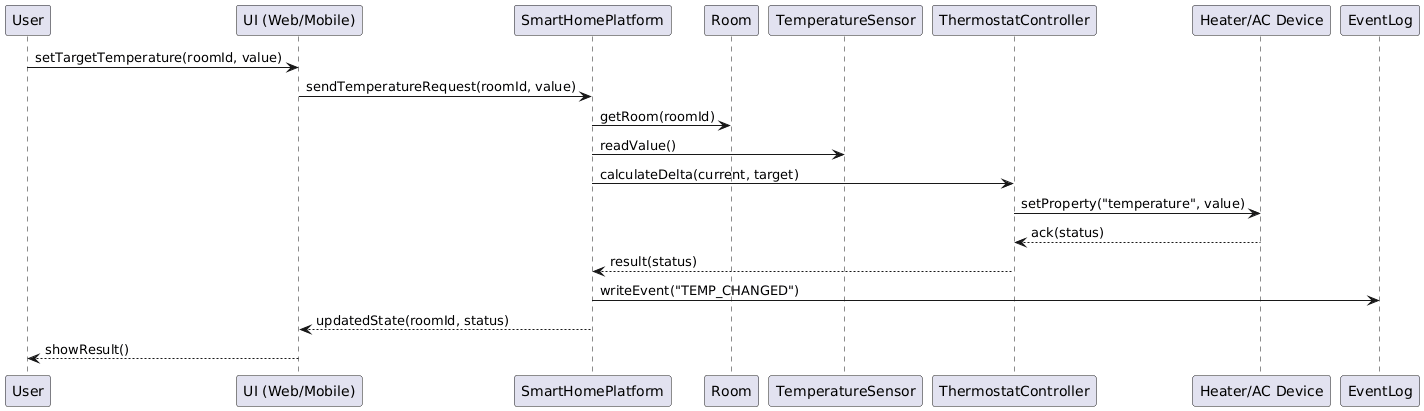 User
UI (Web/Mobile)
SmartHomePlatform
Room
TemperatureSensor
ThermostatController
Heater/AC Device
EventLog
setTargetTemperature(roomId, value)
sendTemperatureRequest(roomId, value)
getRoom(roomId)
readValue()
calculateDelta(current, target)
setProperty("temperature", value)
ack(status)
result(status)
writeEvent("TEMP_CHANGED")
updatedState(roomId, status)
showResult()
User
UI (Web/Mobile)
SmartHomePlatform
Room
TemperatureSensor
ThermostatController
Heater/AC Device
EventLog